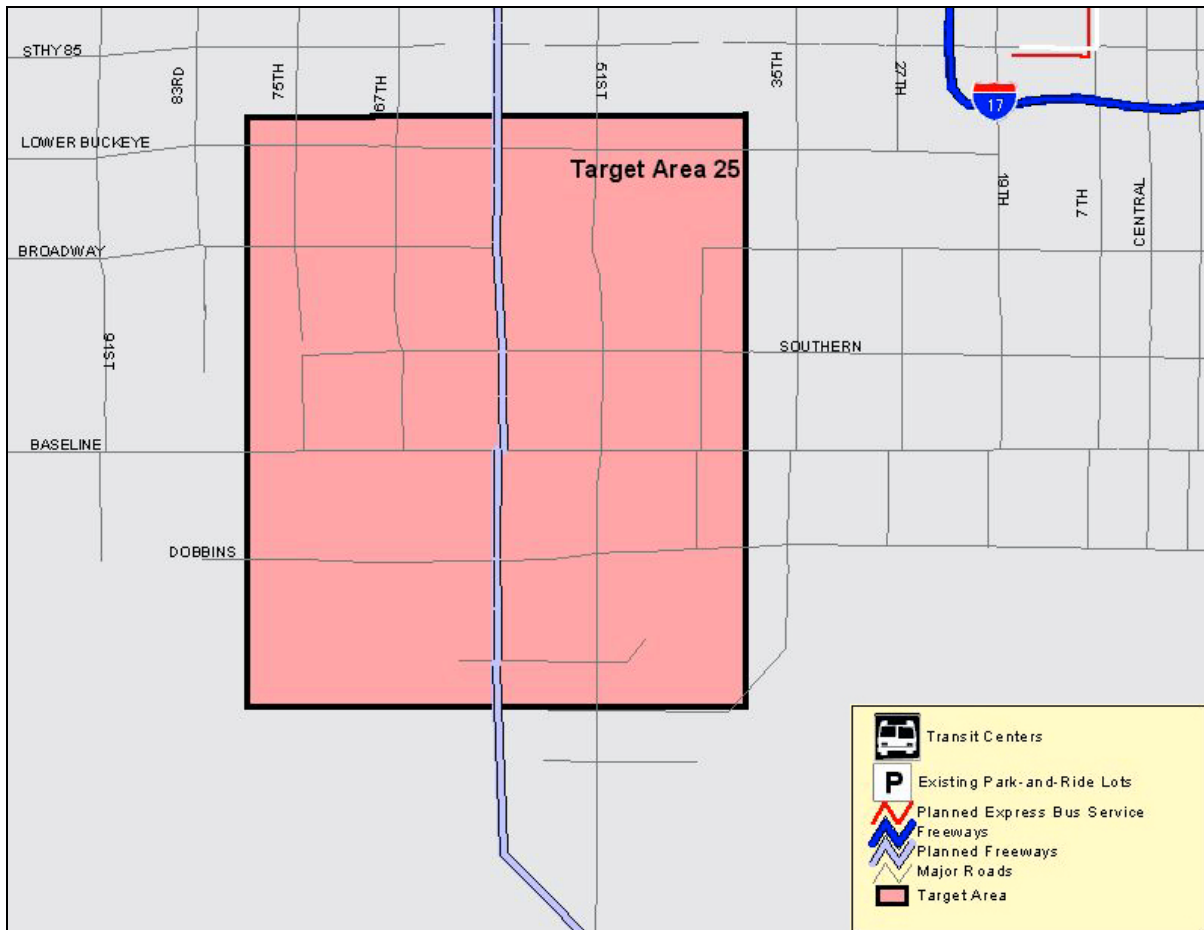 STHY 85
83RD
75TH
67TH
51ST
35TH
27TH
17
LOWER BUCKEYE
Target Area 25
19TH
7TH
CENTRAL
BROADWAY
91ST
SOUTHERN
BASELINE
DOBBINS
Transit Centers
P
Existing Park-and-Ride Lots
Planned Express Bus Service
Freeways
Planned Freeways
Major Roads
Target Area